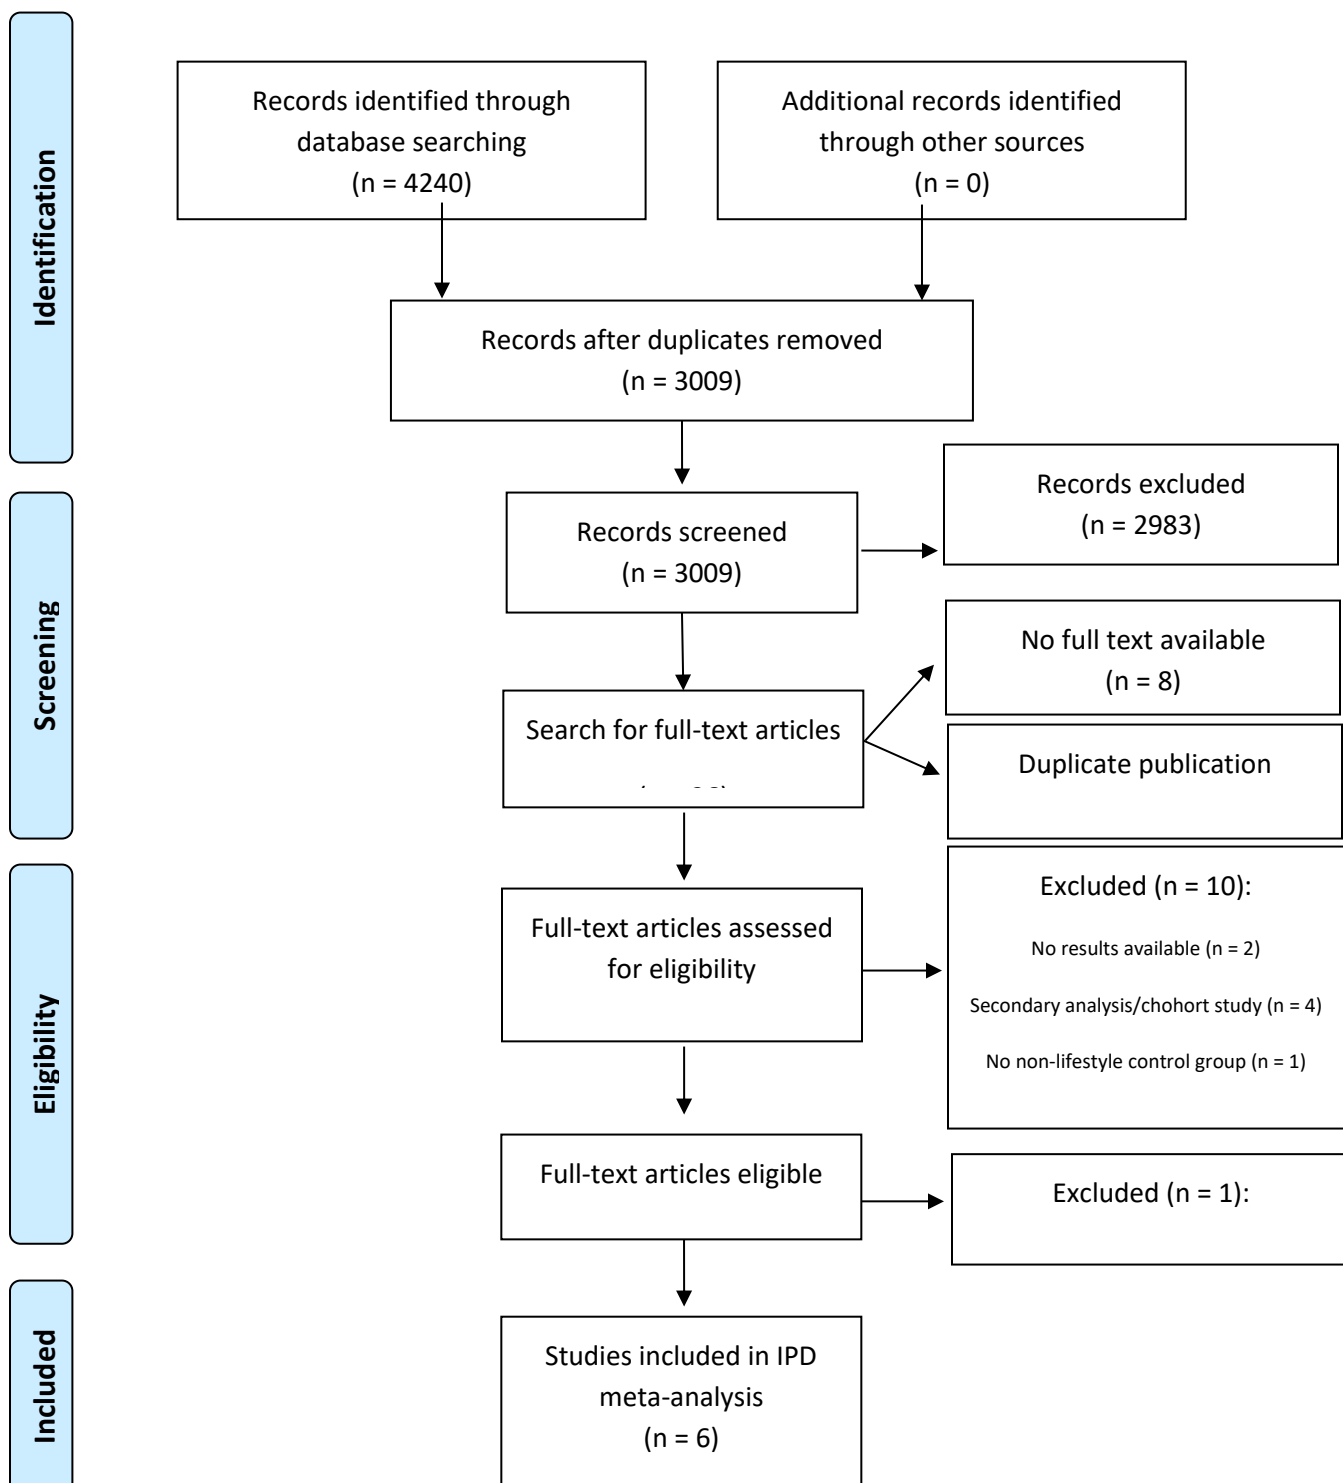 Identification
Records identified through
database searching
(n = 4240)
Additional records identified
through other sources
(n = 0)
Records after duplicates removed
(n = 3009)
Screening
Records screened
(n = 3009)
Records excluded
(n = 2983)
Search for full-text articles
No full text available
(n = 8)
Duplicate publication
Eligibility
Full-text articles assessed
for eligibility
Excluded (n = 10):
No results available (n = 2)
Secondary analysis/chohort study (n = 4)
No non-lifestyle control group (n = 1)
Full-text articles eligible
Excluded (n = 1):
Included
Studies included in IPD
meta-analysis
(n = 6)